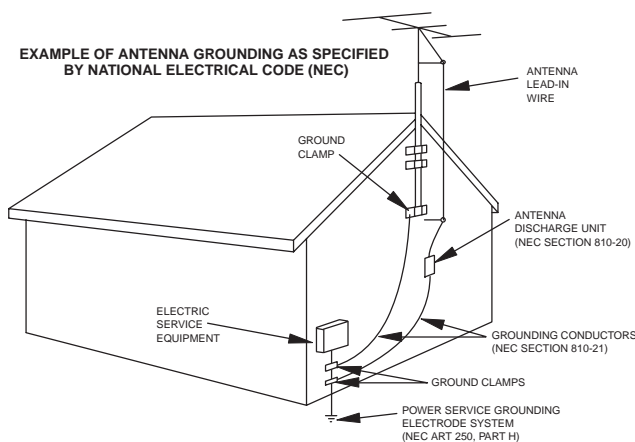 EXAMPLE OF ANTENNA GROUNDING AS SPECIFIED
BY NATIONAL ELECTRICAL CODE (NEC)
ANTENNA
LEAD-IN
WIRE
GROUND
CLAMP
ANTENNA
DISCHARGE UNIT
(NEC SECTION 810-20)
ELECTRIC
SERVICE
EQUIPMENT
GROUNDING CONDUCTORS
(NEC SECTION 810-21)
GROUND CLAMPS
POWER SERVICE GROUNDING
ELECTRODE SYSTEM
(NEC ART 250, PART H)